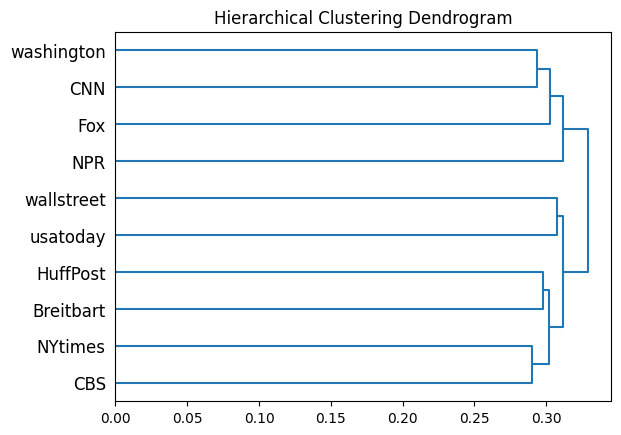 Hierarchical Clustering Dendrogram
washington
CNN
Fox
NPR
wallstreet
usatoday
HuffPost
Breitbart
NYtimes
CBS
0.00 0.05 0.10 0.15 0.20 0.25 0.30